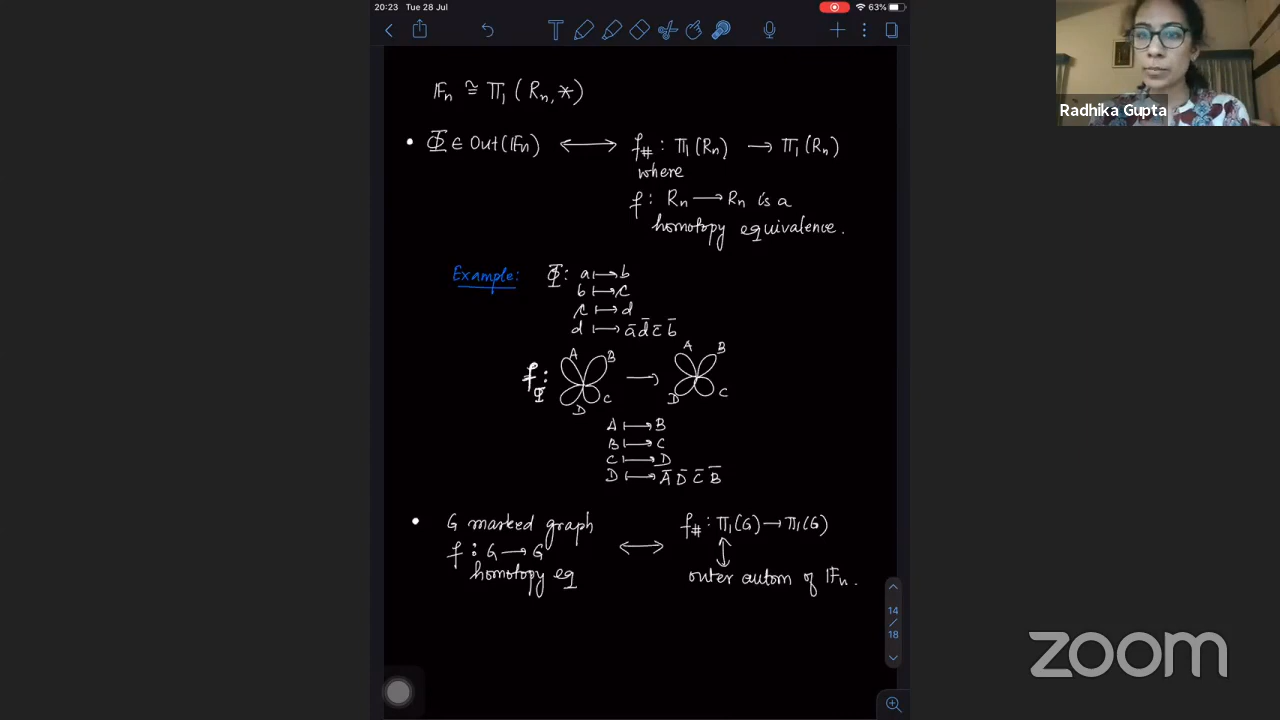 20:23 Tue 28 Jul
63%
Radhika Gupta
𝔽n ≅ π₁ ( Rn, * )
• Φ ∈ Out(𝔽n) ⟷ f# : π₁(Rn) → π₁(Rn)
where
f : Rn → Rn is a
homotopy equivalence.
Example: Φ: a ↦ b
b ↦ c
c ↦ d
d ↦ a̅ d̅ c̅ b̅
A B → A B
fΦ :
D C D C
A ↦ B
B ↦ C
C ↦ D
D ↦ A̅ D̅ C̅ B̅
• G marked graph ⟷ f# : π₁(G) → π₁(G)
f : G → G
homotopy eq outer autom of 𝔽n.
14
/
18
zoom